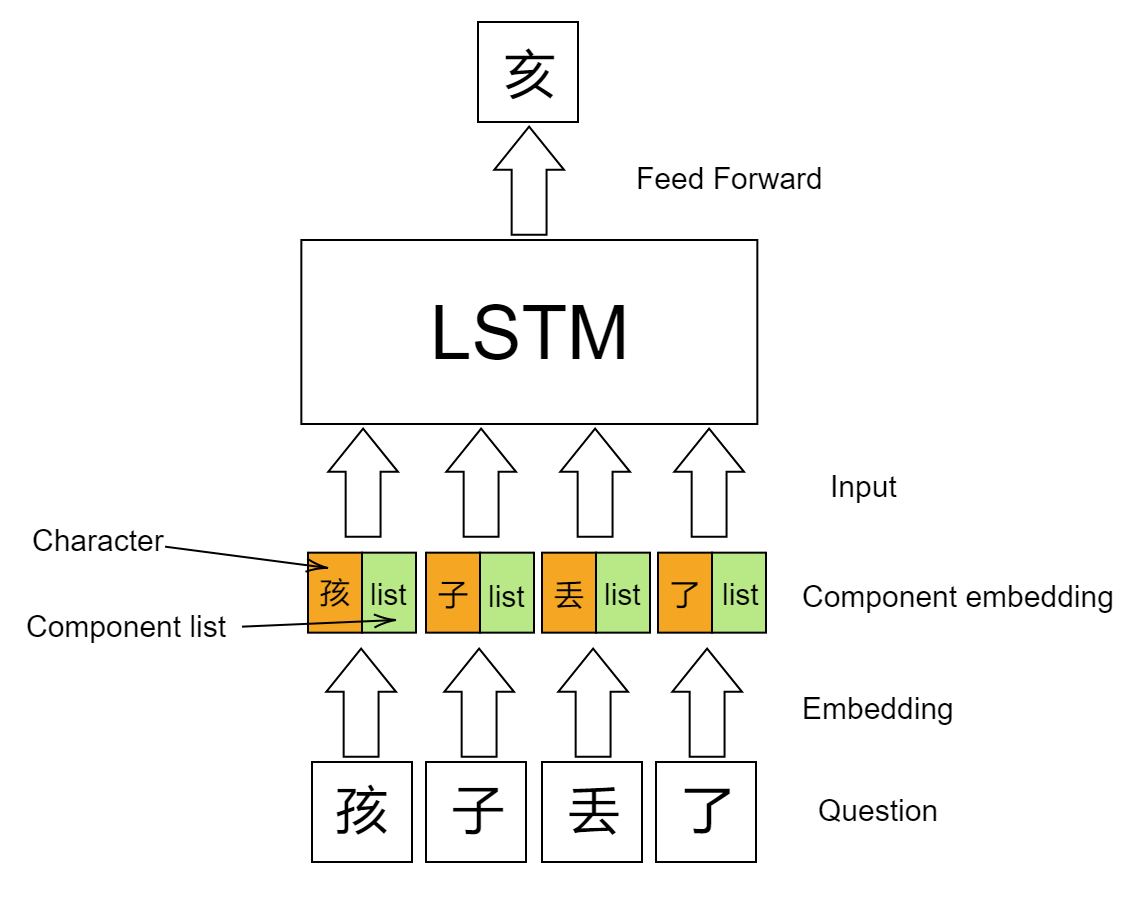 亥
Feed Forward
LSTM
Input
Character
孩 list 子 list 丢 list 了 list
Component embedding
Component list
Embedding
孩 子 丢 了
Question